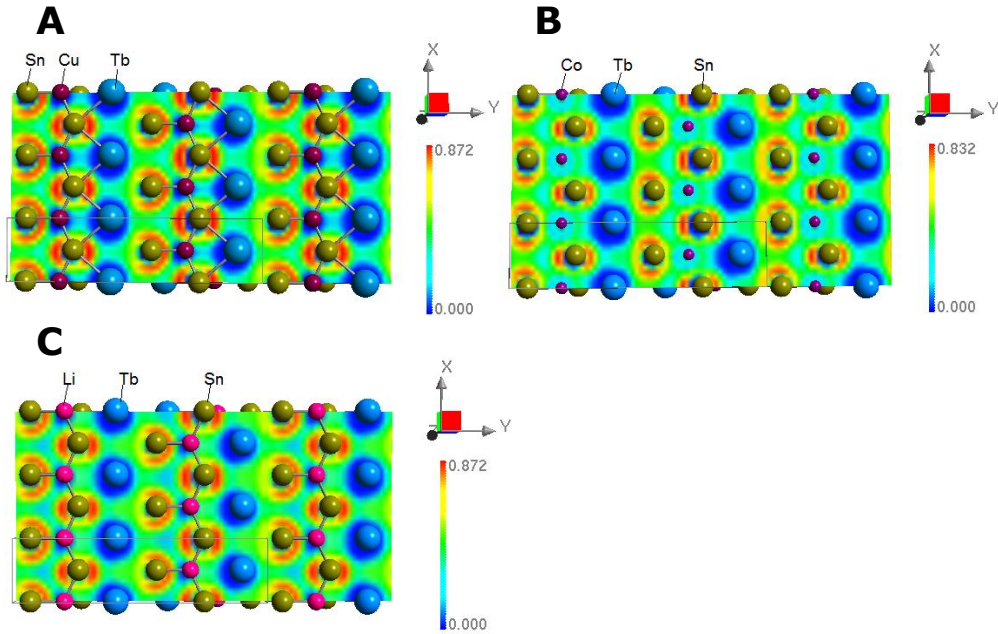 A
Sn Cu Tb
X
Y
0.872
0.000
B
Co Tb Sn
X
Y
0.832
0.000
C
Li Tb Sn
X
Y
0.872
0.000